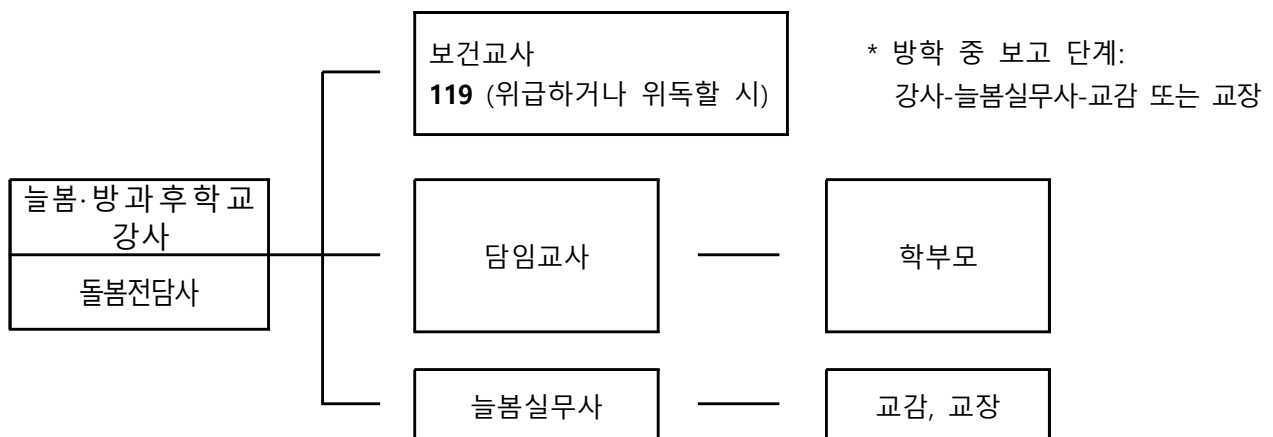 보건교사
119 (위급하거나 위독할 시)
* 방학 중 보고 단계:
강사-늘봄실무사-교감 또는 교장
늘봄·방과후학교
강사
돌봄전담사
담임교사
학부모
늘봄실무사
교감, 교장